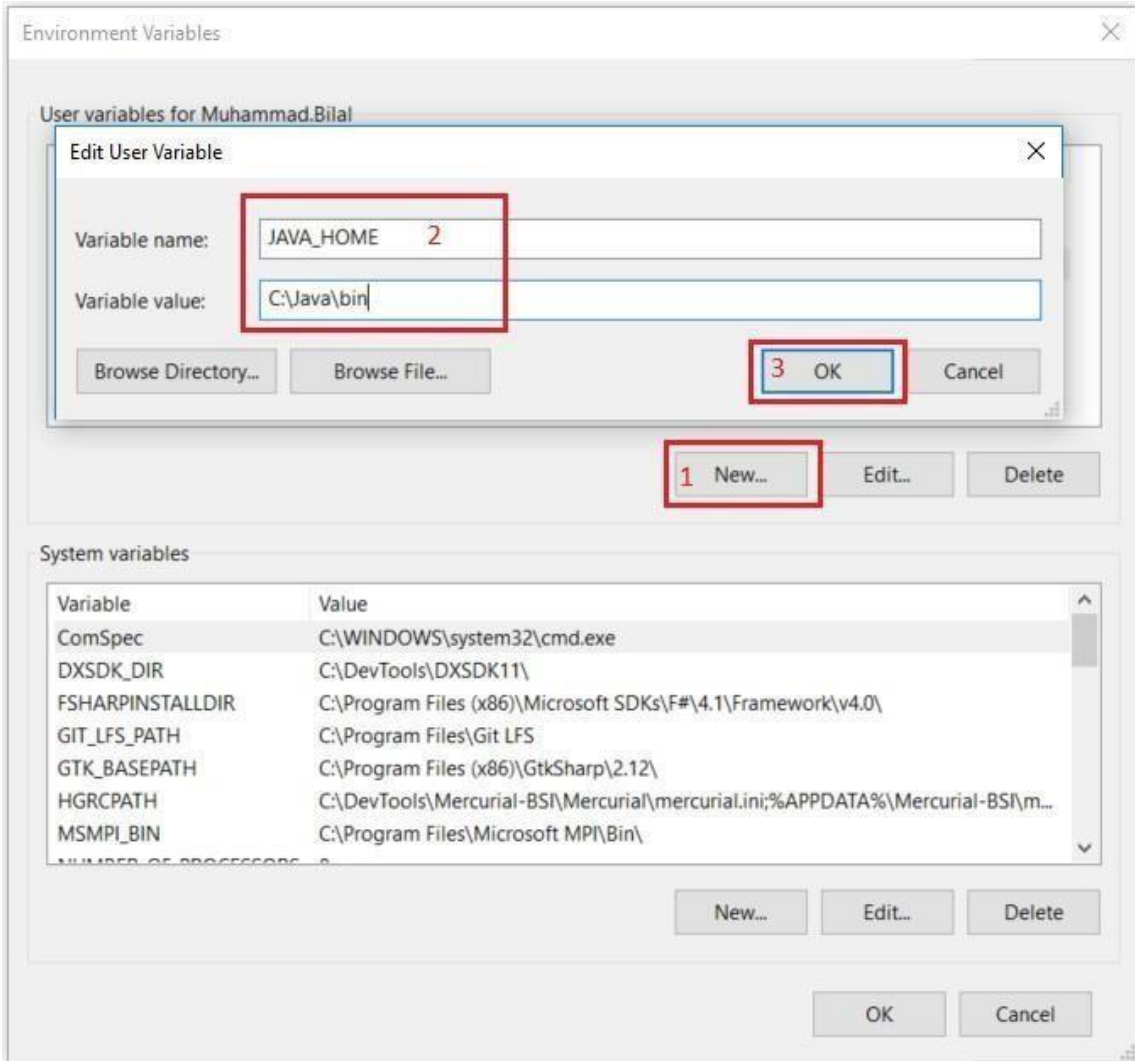 Environment Variables
User variables for Muhammad.Bilal
Edit User Variable
Variable name: JAVA_HOME 2
Variable value: C:\Java\bin
Browse Directory... Browse File... 3 OK Cancel
1 New... Edit... Delete
System variables
Variable Value
ComSpec C:\WINDOWS\system32\cmd.exe
DXSDK_DIR C:\DevTools\DXSDK11\
FSHARPINSTALLDIR C:\Program Files (x86)\Microsoft SDKs\F#\4.1\Framework\v4.0\
GIT_LFS_PATH C:\Program Files\Git LFS
GTK_BASEPATH C:\Program Files (x86)\GtkSharp\2.12\
HGRCPATH C:\DevTools\Mercurial-BSI\Mercurial\mercurial.ini;%APPDATA%\Mercurial-BSI\m...
MSMPI_BIN C:\Program Files\Microsoft MPI\Bin\
NUMBER_OF_PROCESSORS
New... Edit... Delete
OK Cancel